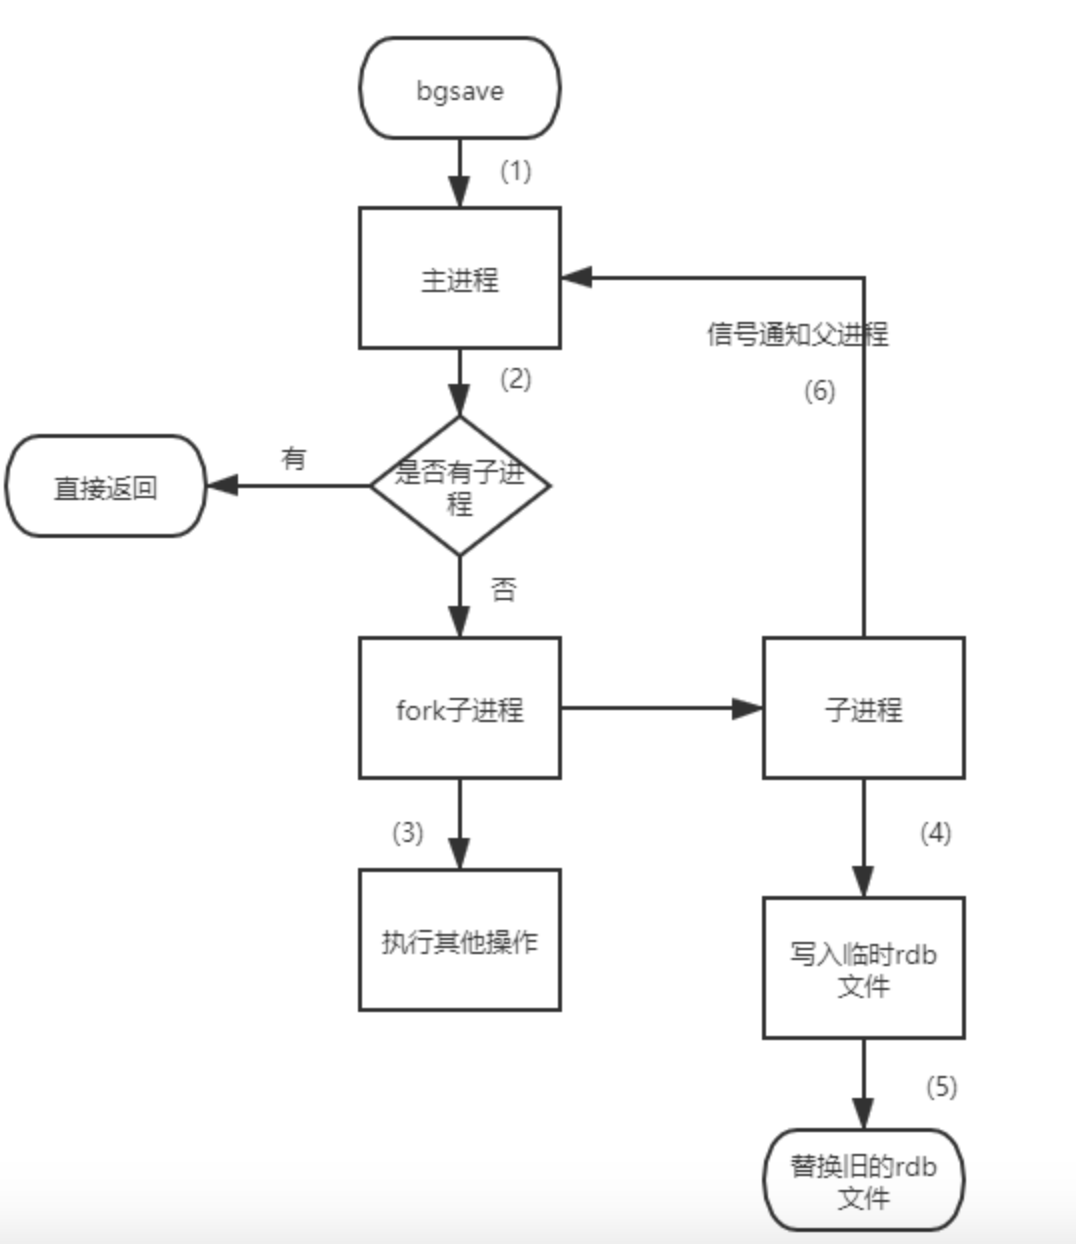 bgsave
(1)
主进程
信号通知父进程
(2)
(6)
有
是否有子进
程
直接返回
否
fork子进程
子进程
(3)
(4)
执行其他操作
写入临时rdb
文件
(5)
替换旧的rdb
文件